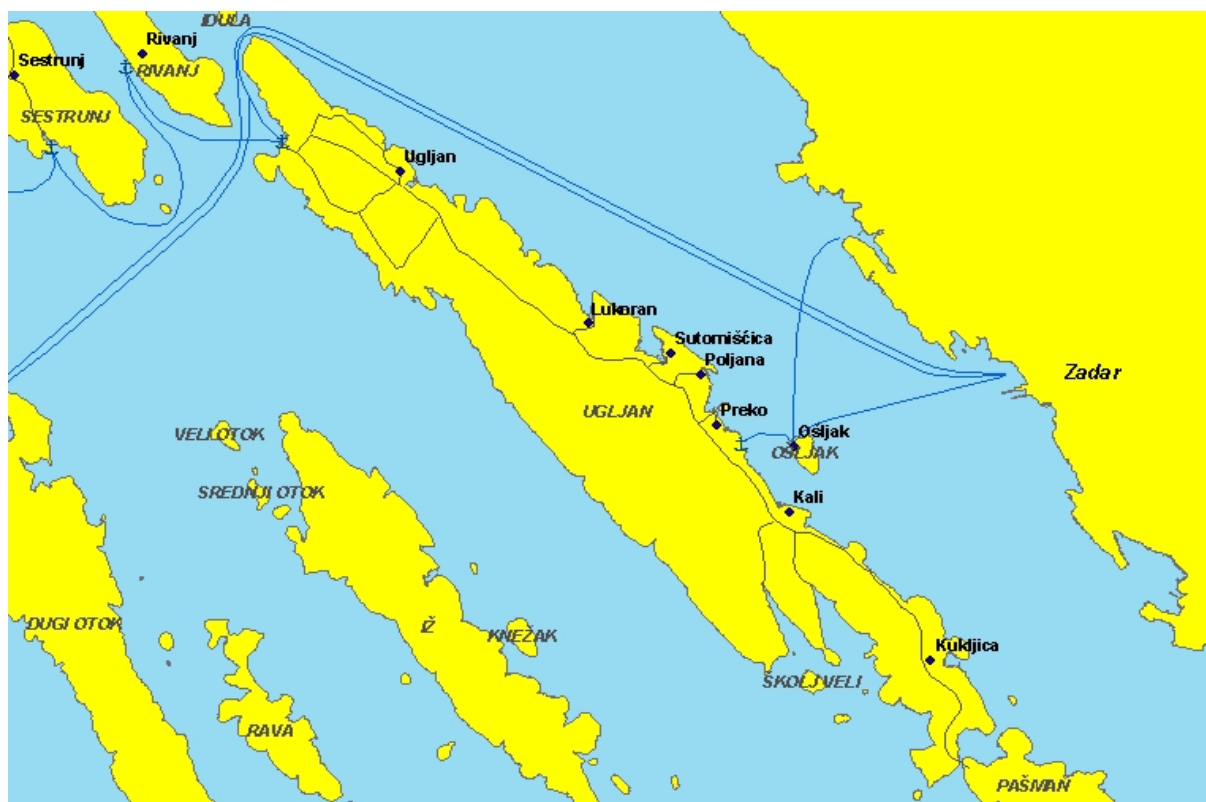 IDULA
Rivanj
RIVANJ
Sestrunj
SESTRUNJ
Ugljan
Lukoran
Sutomišćica
Poljana
Zadar
UGLJAN
Preko
VELI OTOK
Ošljak
OŠLJAK
SREDNJI OTOK
Kali
DUGI OTOK
IŽ
KNEŽAK
Kukljica
ŠKOLJ VELI
RAVA
PAŠMAN